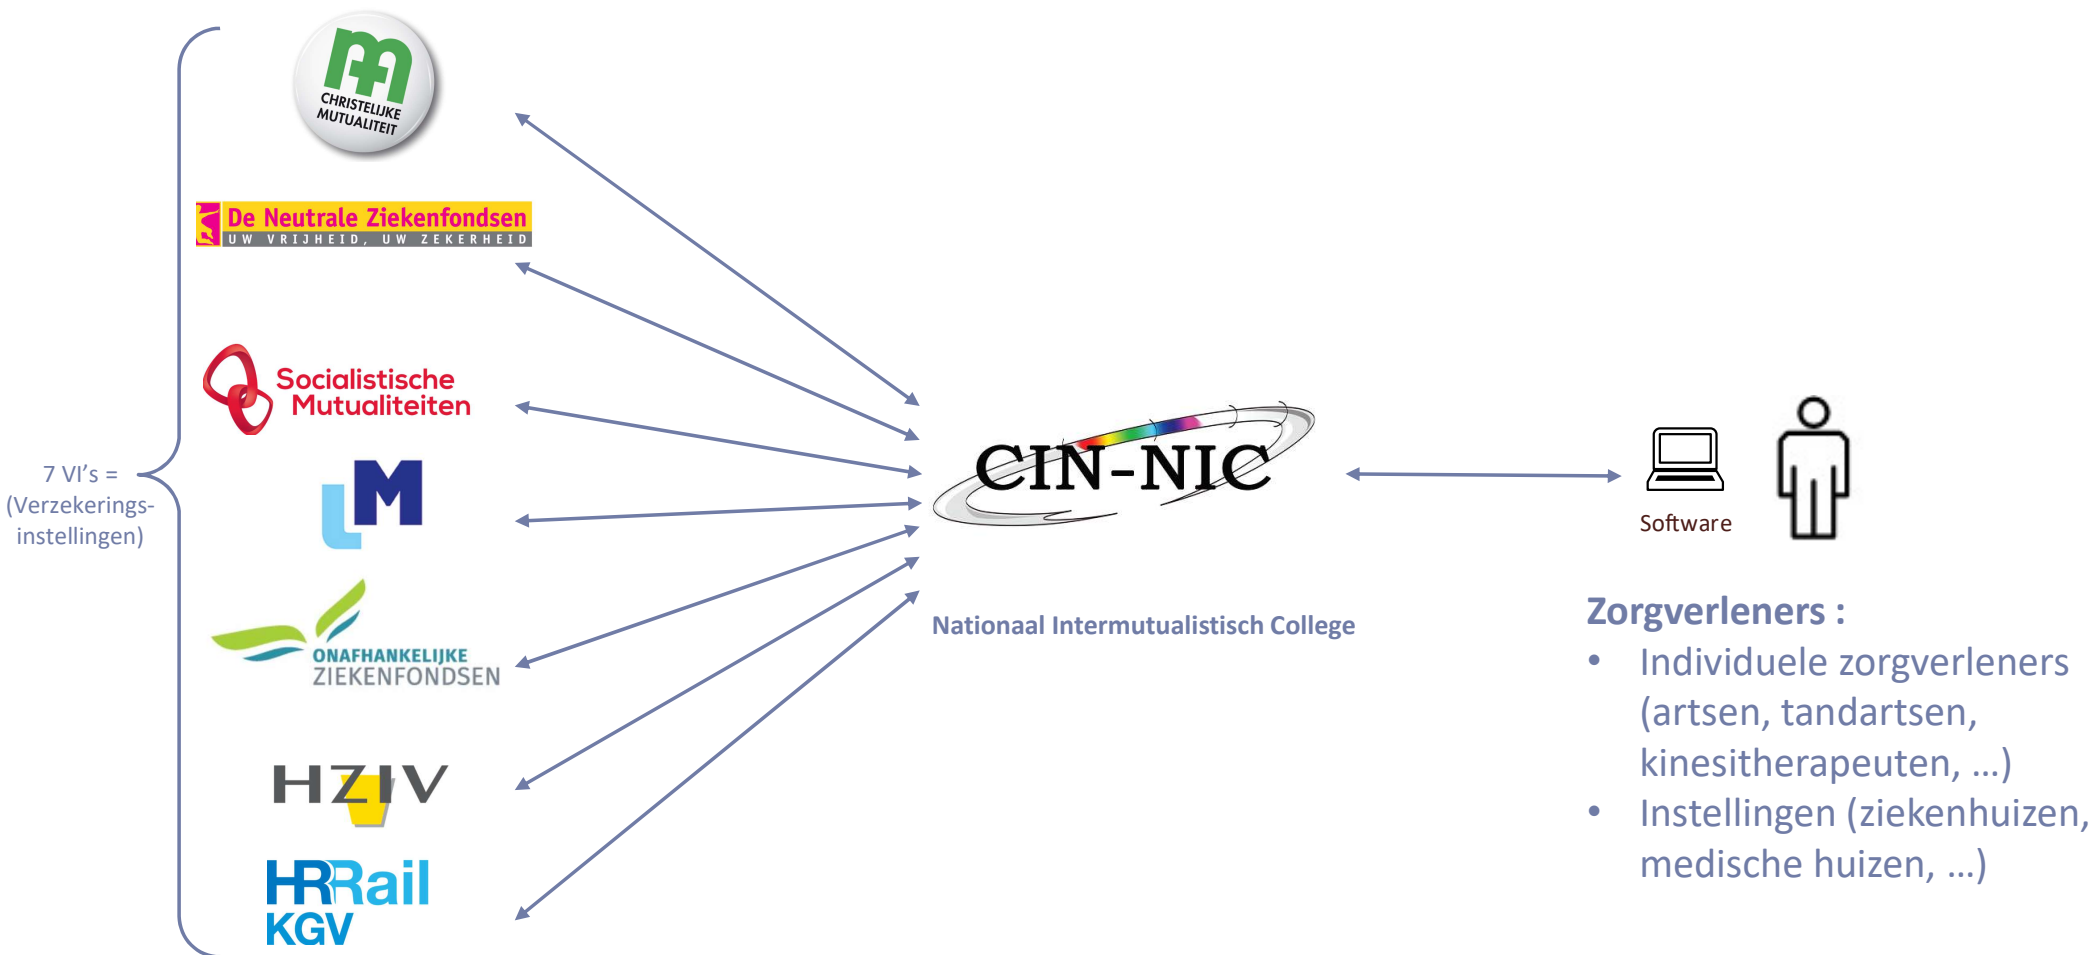 CHRISTELIJKE
MUTUALITEIT
De Neutrale Ziekenfondsen
UW VRIJHEID, UW ZEKERHEID
Socialistische
Mutualiteiten
7 VI's =
(Verzekerings-
instellingen)
LM
ONAFHANKELIJKE
ZIEKENFONDSEN
HZIV
HRRail
KGV
CIN-NIC
Nationaal Intermutualistisch College
Software
Zorgverleners :
• Individuele zorgverleners
(artsen, tandartsen,
kinesitherapeuten, …)
• Instellingen (ziekenhuizen,
medische huizen, …)